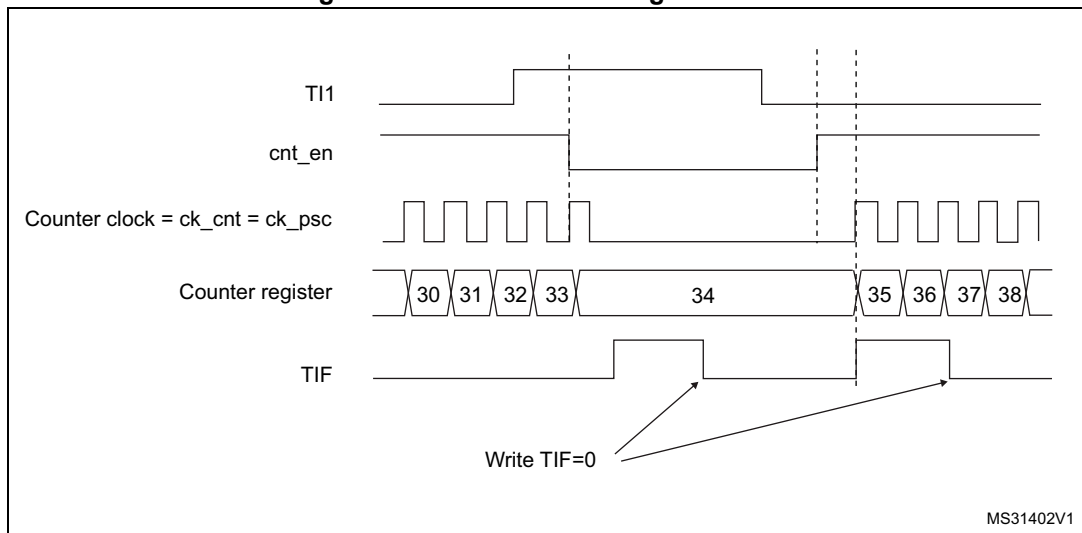 TI1
cnt_en
Counter clock = ck_cnt = ck_psc
Counter register 30 31 32 33 34 35 36 37 38
TIF
Write TIF=0
MS31402V1